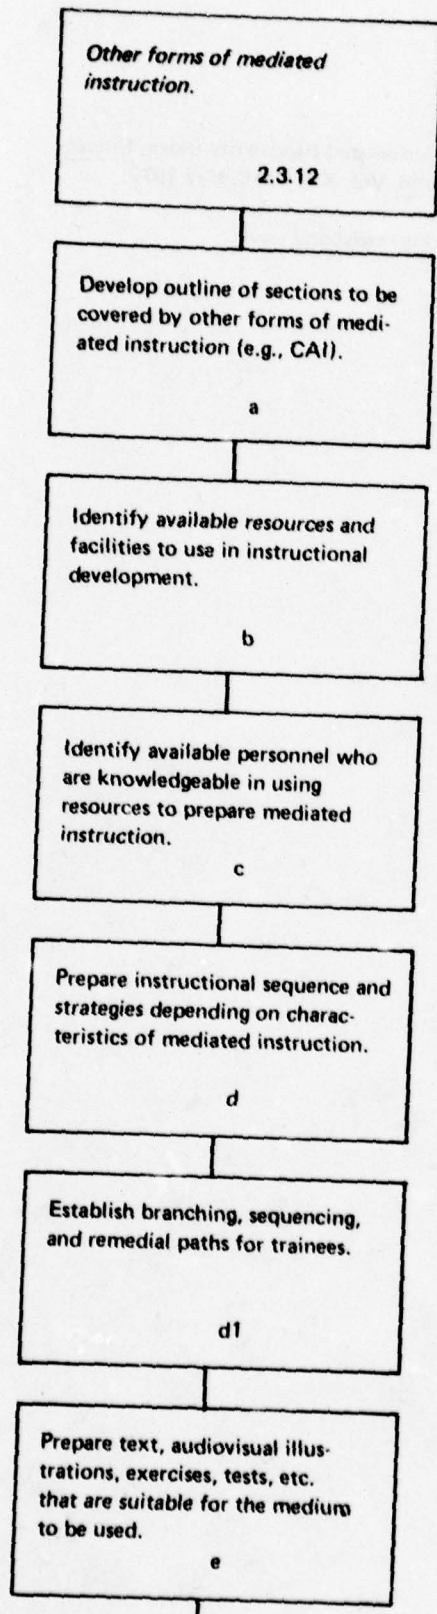 Other forms of mediated
instruction.
2.3.12
Develop outline of sections to be
covered by other forms of medi-
ated instruction (e.g., CAI).
a
Identify available resources and
facilities to use in instructional
development.
b
Identify available personnel who
are knowledgeable in using
resources to prepare mediated
instruction.
c
Prepare instructional sequence and
strategies depending on charac-
teristics of mediated instruction.
d
Establish branching, sequencing,
and remedial paths for trainees.
d1
Prepare text, audiovisual illus-
trations, exercises, tests, etc.
that are suitable for the medium
to be used.
e